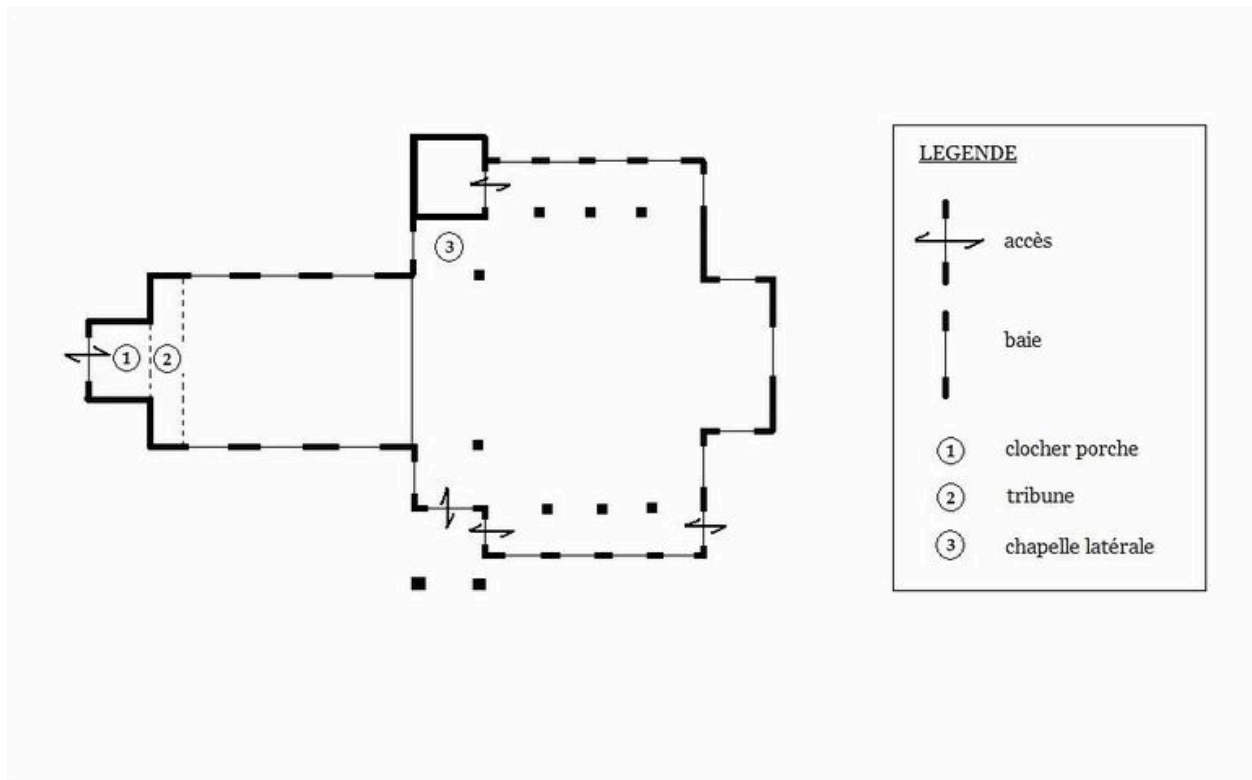 LEGENDE
accès
baie
1 clocher porche
2 tribune
3 chapelle latérale
3
1 2